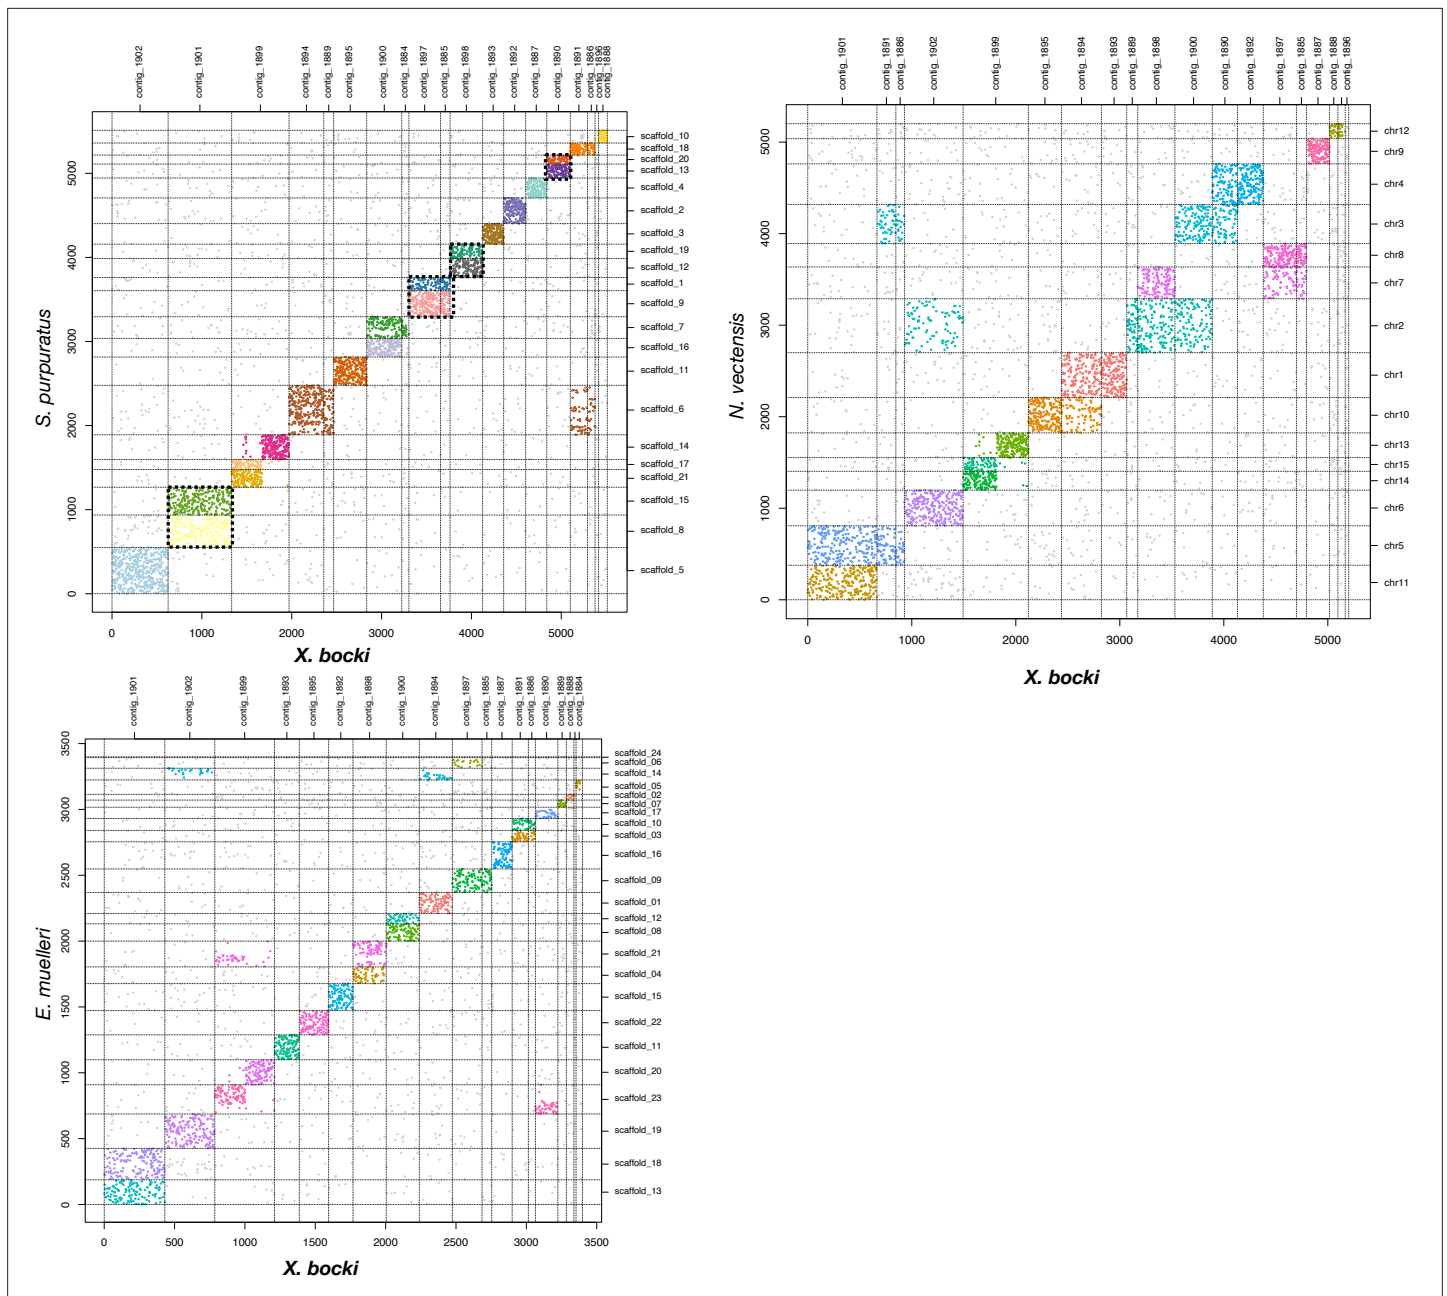 contig_1902
contig_1901
contig_1899
contig_1894
contig_1889
contig_1895
contig_1900
contig_1884
contig_1897
contig_1885
contig_1898
contig_1893
contig_1892
contig_1887
contig_1890
contig_1891
contig_1886
contig_1896
contig_1888
scaffold_10
scaffold_18
scaffold_20
scaffold_13
scaffold_4
scaffold_2
scaffold_3
scaffold_19
scaffold_12
scaffold_1
scaffold_9
scaffold_7
scaffold_16
scaffold_11
scaffold_6
scaffold_14
scaffold_17
scaffold_21
scaffold_15
scaffold_8
scaffold_5
5000
4000
3000
2000
1000
0
S. purpuratus
0 1000 2000 3000 4000 5000
X. bocki
contig_1901
contig_1891
contig_1886
contig_1902
contig_1899
contig_1895
contig_1894
contig_1893
contig_1889
contig_1898
contig_1900
contig_1890
contig_1892
contig_1897
contig_1885
contig_1887
contig_1888
contig_1896
chr12
chr9
chr4
chr3
chr8
chr7
chr2
chr1
chr10
chr13
chr15
chr14
chr6
chr5
chr11
5000
4000
3000
2000
1000
0
N. vectensis
0 1000 2000 3000 4000 5000
X. bocki
contig_1901
contig_1902
contig_1899
contig_1893
contig_1895
contig_1892
contig_1898
contig_1900
contig_1894
contig_1897
contig_1885
contig_1887
contig_1891
contig_1886
contig_1890
contig_1889
contig_1888
contig_1884
scaffold_24
scaffold_06
scaffold_14
scaffold_05
scaffold_02
scaffold_07
scaffold_17
scaffold_10
scaffold_03
scaffold_16
scaffold_09
scaffold_01
scaffold_12
scaffold_08
scaffold_21
scaffold_04
scaffold_15
scaffold_22
scaffold_11
scaffold_20
scaffold_23
scaffold_19
scaffold_18
scaffold_13
3500
3000
2500
2000
1500
1000
500
0
E. muelleri
0 500 1000 1500 2000 2500 3000 3500
X. bocki